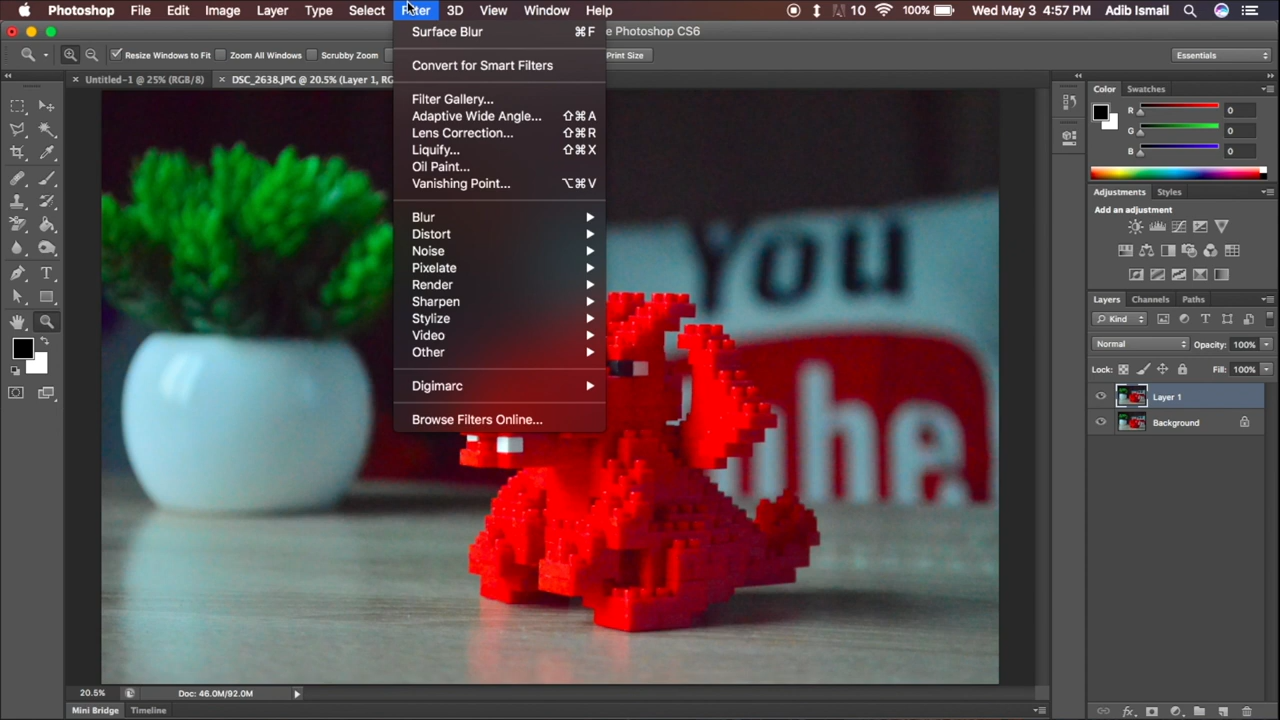 Photoshop File Edit Image Layer Type Select Filter 3D View Window Help 10 100% Wed May 3 4:57 PM Adib Ismail
Photoshop CS6
Resize Windows to Fit Zoom All Windows Scrubby Zoom Print Size Essentials
Untitled-1 @ 25% (RGB/8) DSC_2638.JPG @ 20.5% (Layer 1, RG
Surface Blur ⌘F
Convert for Smart Filters
Filter Gallery...
Adaptive Wide Angle... ⇧⌘A
Lens Correction... ⇧⌘R
Liquify... ⇧⌘X
Oil Paint...
Vanishing Point... ⌥⌘V
Blur
Distort
Noise
Pixelate
Render
Sharpen
Stylize
Video
Other
Digimarc
Browse Filters Online...
You
Color Swatches
R 0
G 0
B 0
Adjustments Styles
Add an adjustment
Layers Channels Paths
Kind
Normal Opacity: 100%
Lock: Fill: 100%
Layer 1
Background
20.5% Doc: 46.0M/92.0M
Mini Bridge Timeline